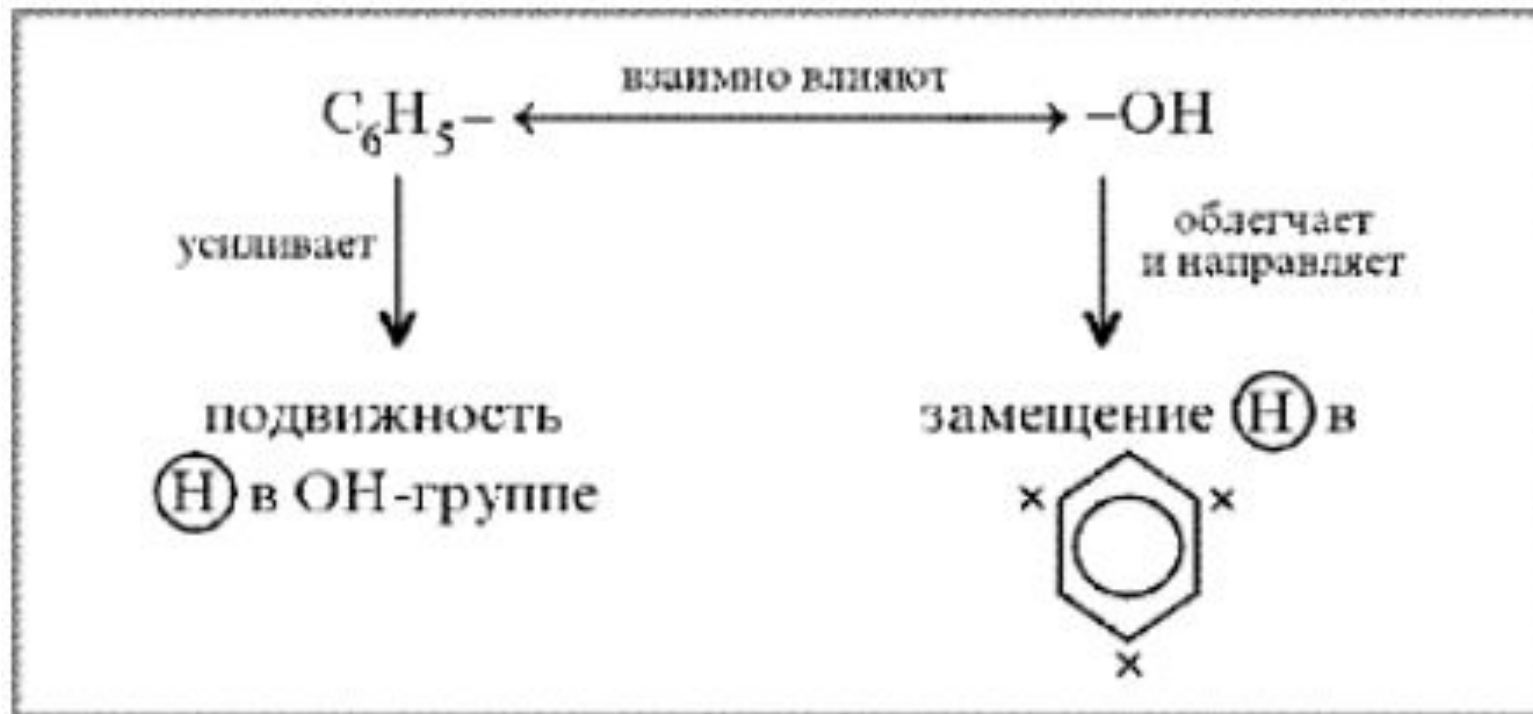 взаимно влияют
C₆H₅– –OH
усиливает
облегчает
и направляет
подвижность
H в OH-группе
замещение H в
× ×
×